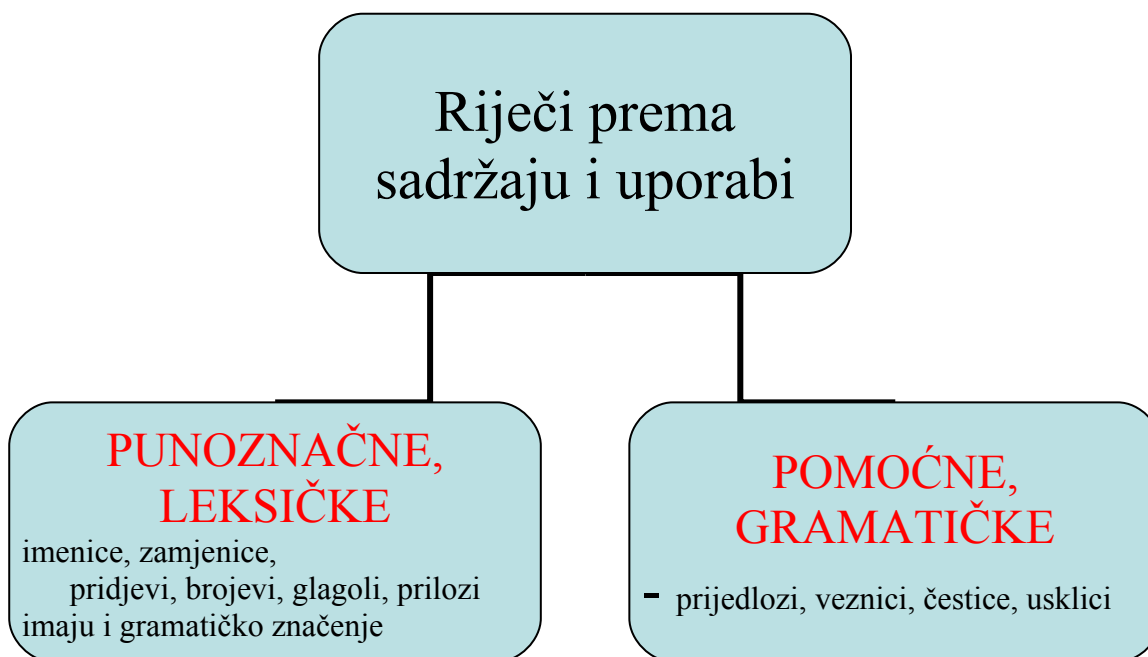 Riječi prema
sadržaju i uporabi
PUNOZNAČNE,
LEKSIČKE
imenice, zamjenice,
pridjevi, brojevi, glagoli, prilozi
imaju i gramatičko značenje
POMOĆNE,
GRAMATIČKE
- prijedlozi, veznici, čestice, usklici